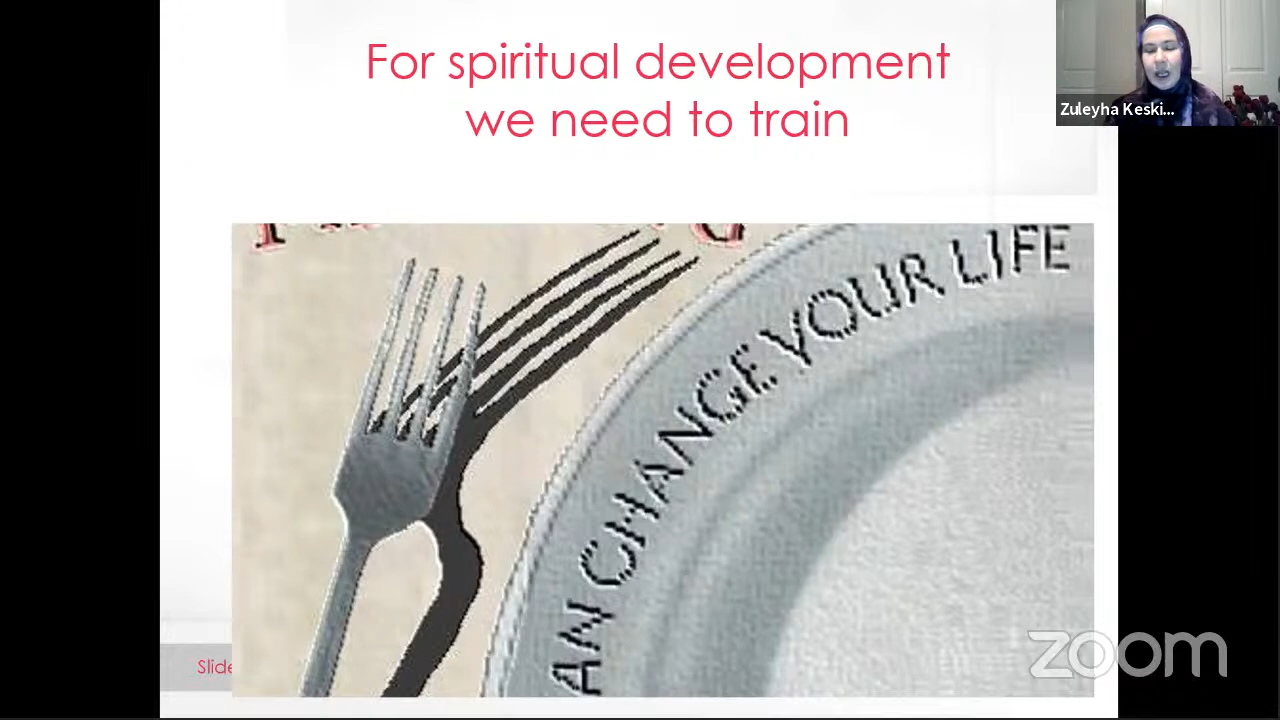 For spiritual development
we need to train
Zuleyha Keski...
AN CHANGE YOUR LIFE
Slide
zoom